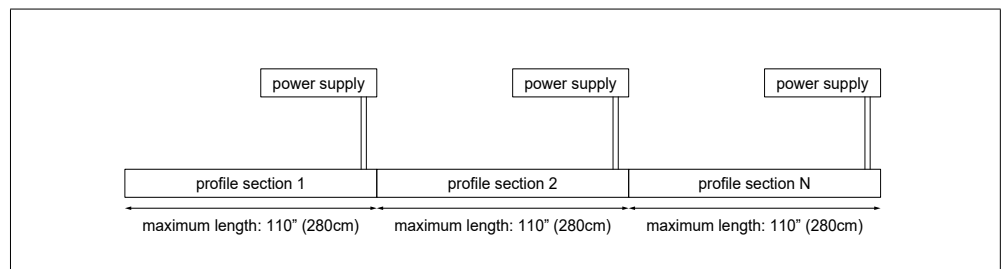 power supply power supply power supply
profile section 1 profile section 2 profile section N
maximum length: 110” (280cm) maximum length: 110” (280cm) maximum length: 110” (280cm)